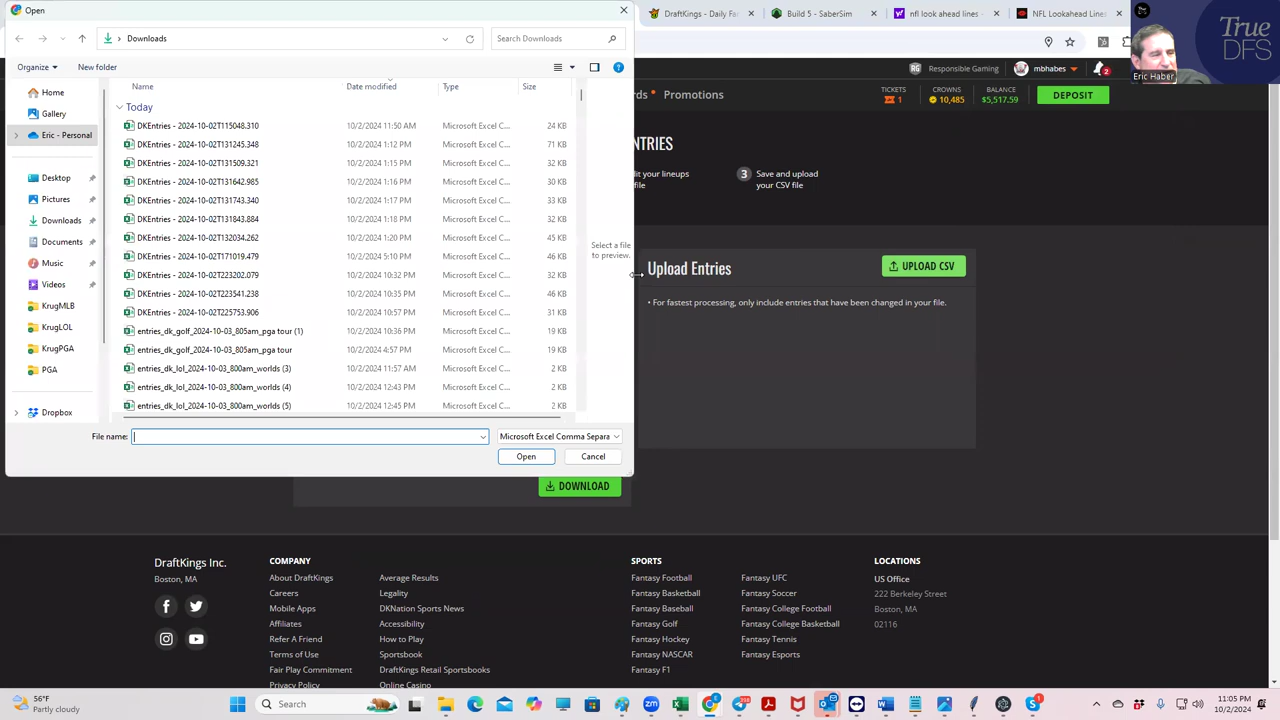 Open
DraftKings - Daily Fa
Build 5 - SaberSim
nfl look ahead lines -
NFL Lookahead Lines
Downloads
Search Downloads
Organize
New folder
Name
Date modified
Type
Size
Home
Gallery
Eric - Personal
Desktop
Pictures
Downloads
Documents
Music
Videos
KrugMLB
KrugLOL
KrugPGA
PGA
Dropbox
Today
DKEntries - 2024-10-02T115048.310 10/2/2024 11:50 AM Microsoft Excel C... 24 KB
DKEntries - 2024-10-02T131245.348 10/2/2024 1:12 PM Microsoft Excel C... 71 KB
DKEntries - 2024-10-02T131509.321 10/2/2024 1:15 PM Microsoft Excel C... 32 KB
DKEntries - 2024-10-02T131642.985 10/2/2024 1:16 PM Microsoft Excel C... 30 KB
DKEntries - 2024-10-02T131743.340 10/2/2024 1:17 PM Microsoft Excel C... 33 KB
DKEntries - 2024-10-02T131843.884 10/2/2024 1:18 PM Microsoft Excel C... 32 KB
DKEntries - 2024-10-02T132034.262 10/2/2024 1:20 PM Microsoft Excel C... 45 KB
DKEntries - 2024-10-02T171019.479 10/2/2024 5:10 PM Microsoft Excel C... 46 KB
DKEntries - 2024-10-02T223202.079 10/2/2024 10:32 PM Microsoft Excel C... 32 KB
DKEntries - 2024-10-02T223541.238 10/2/2024 10:35 PM Microsoft Excel C... 46 KB
DKEntries - 2024-10-02T225753.906 10/2/2024 10:57 PM Microsoft Excel C... 31 KB
entries_dk_golf_2024-10-03_805am_pga tour (1) 10/2/2024 10:36 PM Microsoft Excel C... 19 KB
entries_dk_golf_2024-10-03_805am_pga tour 10/2/2024 4:57 PM Microsoft Excel C... 19 KB
entries_dk_lol_2024-10-03_800am_worlds (3) 10/2/2024 11:57 AM Microsoft Excel C... 2 KB
entries_dk_lol_2024-10-03_800am_worlds (4) 10/2/2024 12:43 PM Microsoft Excel C... 2 KB
entries_dk_lol_2024-10-03_800am_worlds (5) 10/2/2024 12:45 PM Microsoft Excel C... 2 KB
Select a file
to preview.
File name:
Microsoft Excel Comma Separa
Open
Cancel
True
DFS
Eric Haber
RG Responsible Gaming
mbhabes
2
rds
Promotions
TICKETS
1
CROWNS
10,485
BALANCE
$5,517.59
DEPOSIT
NTRIES
dit your lineups
file
3 Save and upload
your CSV file
Upload Entries
UPLOAD CSV
• For fastest processing, only include entries that have been changed in your file.
DOWNLOAD
DraftKings Inc.
Boston, MA
COMPANY
About DraftKings
Careers
Mobile Apps
Affiliates
Refer A Friend
Terms of Use
Fair Play Commitment
Privacy Policy
Average Results
Legality
DKNation Sports News
Accessibility
How to Play
Sportsbook
DraftKings Retail Sportsbooks
Online Casino
SPORTS
Fantasy Football
Fantasy Basketball
Fantasy Baseball
Fantasy Golf
Fantasy Hockey
Fantasy NASCAR
Fantasy F1
Fantasy UFC
Fantasy Soccer
Fantasy College Football
Fantasy College Basketball
Fantasy Tennis
Fantasy Esports
LOCATIONS
US Office
222 Berkeley Street
Boston, MA
02116
56°F
Partly cloudy
Search
11:05 PM
10/2/2024